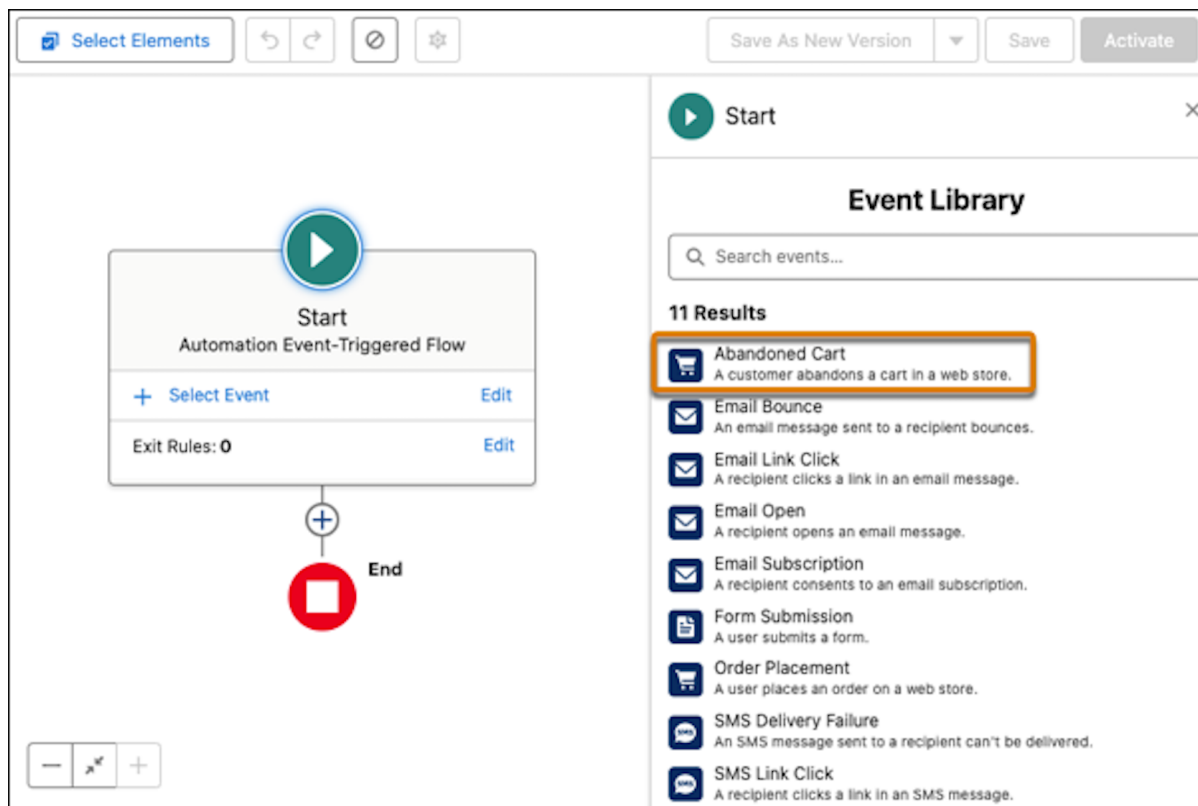 Select Elements
Save As New Version
Save
Activate
Start
Event Library
Search events...
11 Results
Abandoned Cart
A customer abandons a cart in a web store.
Email Bounce
An email message sent to a recipient bounces.
Email Link Click
A recipient clicks a link in an email message.
Email Open
A recipient opens an email message.
Email Subscription
A recipient consents to an email subscription.
Form Submission
A user submits a form.
Order Placement
A user places an order on a web store.
SMS Delivery Failure
An SMS message sent to a recipient can't be delivered.
SMS Link Click
A recipient clicks a link in an SMS message.
SMS
SMS
Start
Automation Event-Triggered Flow
Select Event Edit
Exit Rules: 0 Edit
End